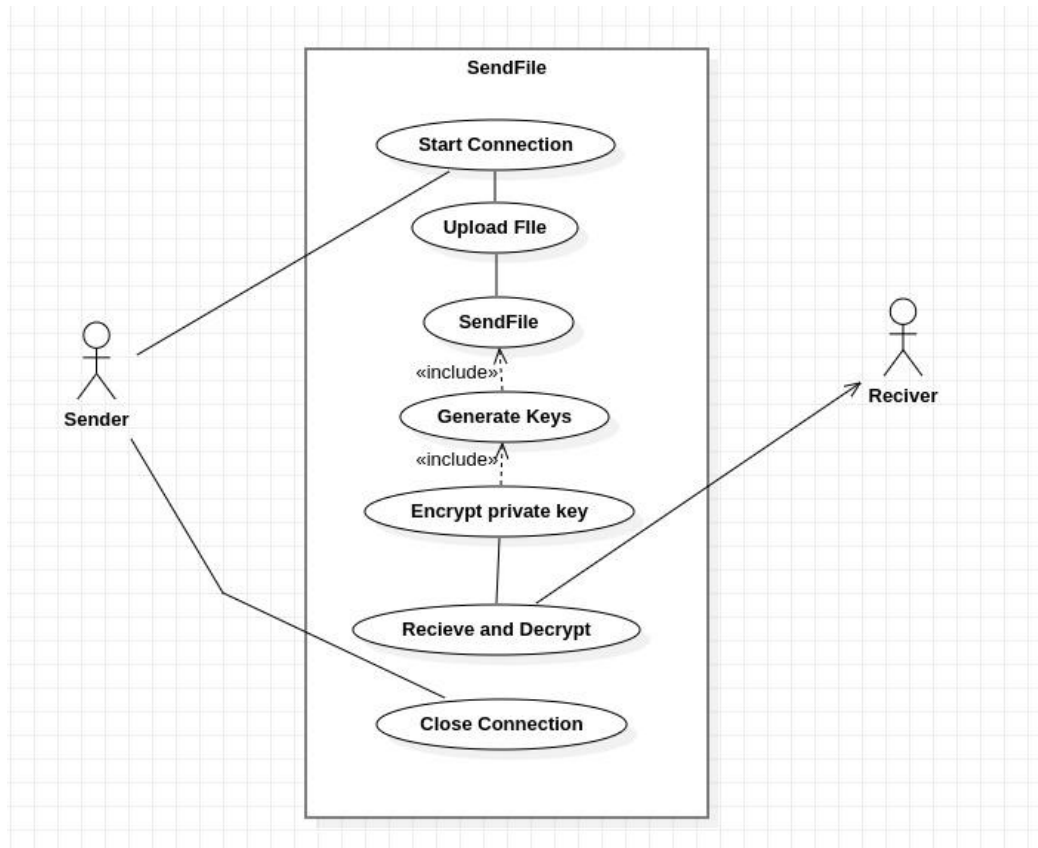 SendFile
Start Connection
Upload FIle
SendFile
«include»
Generate Keys
«include»
Encrypt private key
Recieve and Decrypt
Close Connection
Sender
Reciver